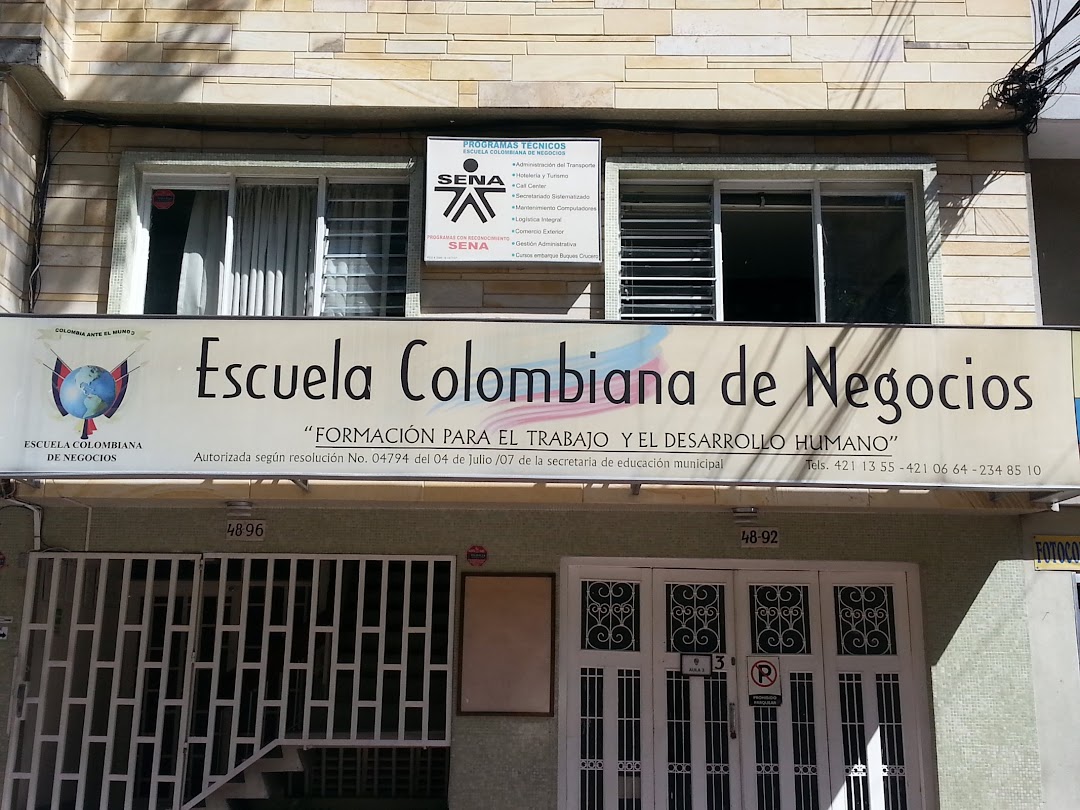 PROGRAMAS TÉCNICOS
ESCUELA COLOMBIANA DE NEGOCIOS
SENA
PROGRAMAS CON RECONOCIMIENTO
SENA
Administración del Transporte
Hotelería y Turismo
Call Center
Secretariado Sistematizado
Mantenimiento Computadores
Logística Integral
Comercio Exterior
Gestión Administrativa
Cursos embarque Buques Crucero
COLOMBIA ANTE EL MUNDO
ESCUELA COLOMBIANA
DE NEGOCIOS
Escuela Colombiana de Negocios
“FORMACIÓN PARA EL TRABAJO Y EL DESARROLLO HUMANO”
Autorizada según resolución No. 04794 del 04 de Julio /07 de la secretaria de educación municipal
Tels. 421 13 55 - 421 06 64 - 234 85 10
48-96
48-92
FOTOCO
AULA 3
3
P
PROHIBIDO
PARQUEAR